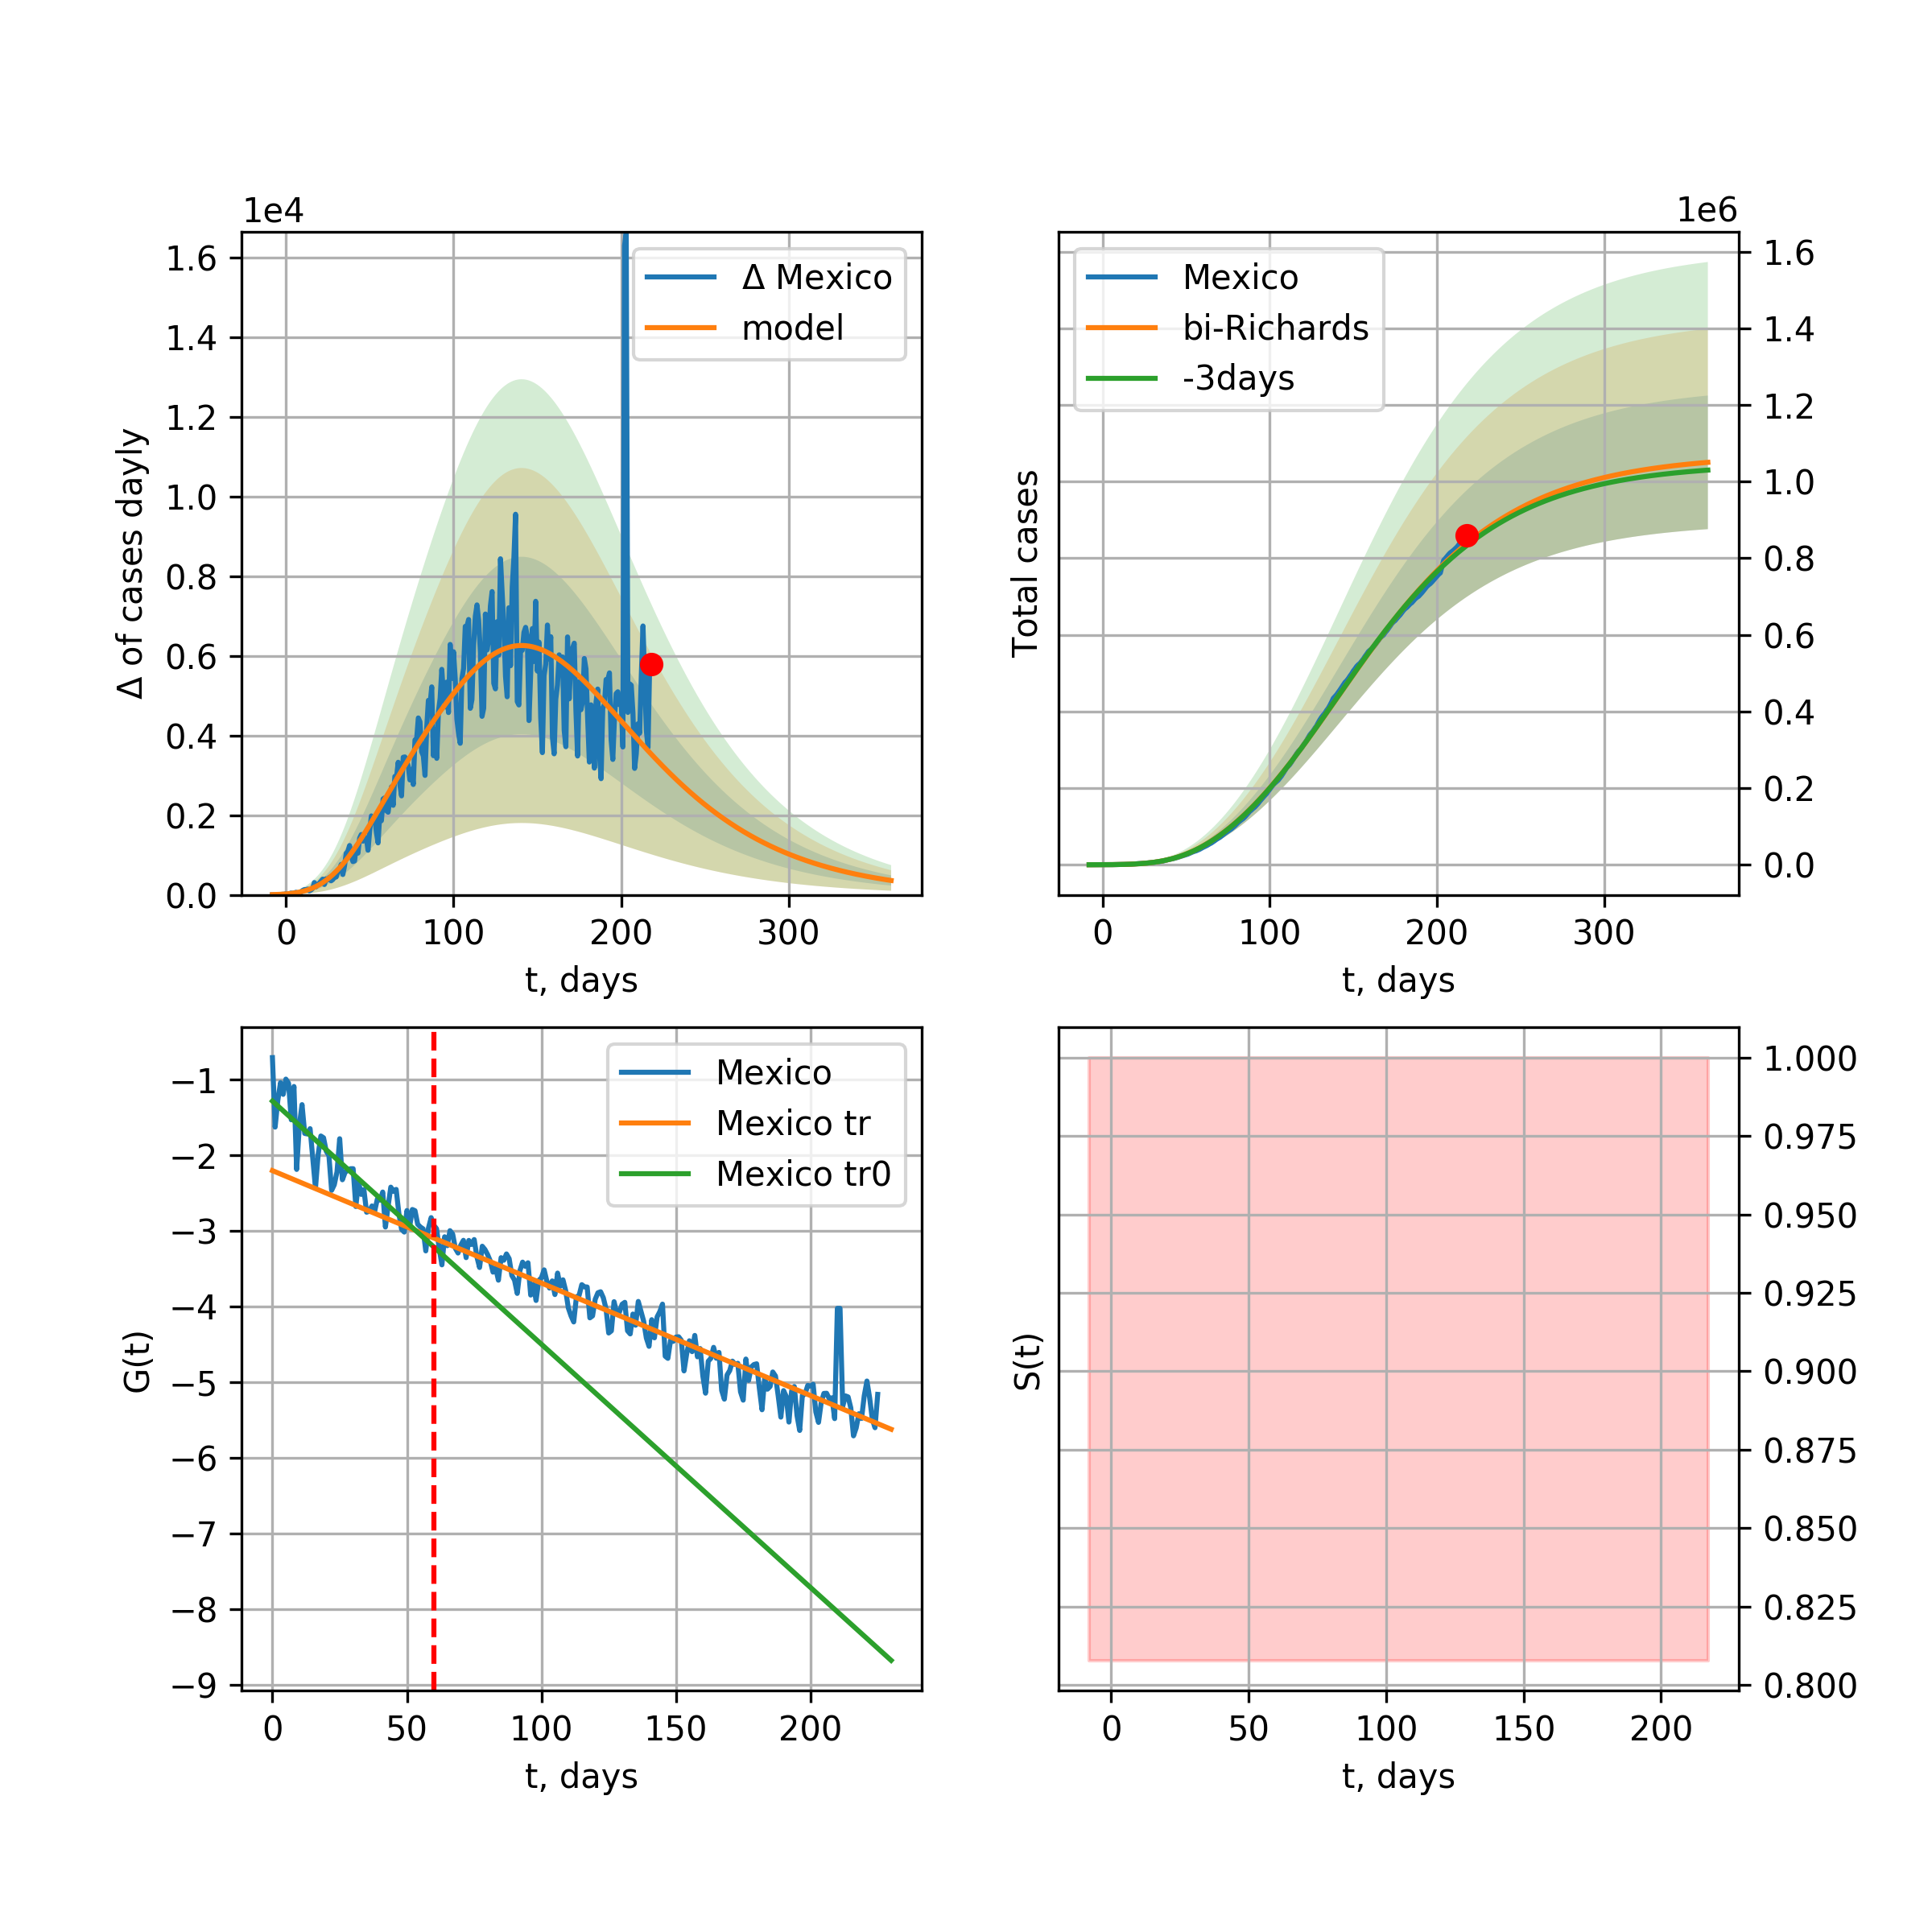 1e4
1.6
1.4
1.2
1.0
0.8
0.6
0.4
0.2
0.0
Δ of cases dayly
0 100 200 300
t, days
Δ Mexico
model
1e6
1.6
1.4
1.2
1.0
0.8
0.6
0.4
0.2
0.0
Total cases
0 100 200 300
t, days
Mexico
bi-Richards
-3days
−1
−2
−3
−4
−5
−6
−7
−8
−9
G(t)
0 50 100 150 200
t, days
Mexico
Mexico tr
Mexico tr0
1.000
0.975
0.950
0.925
0.900
0.875
0.850
0.825
0.800
S(t)
0 50 100 150 200
t, days